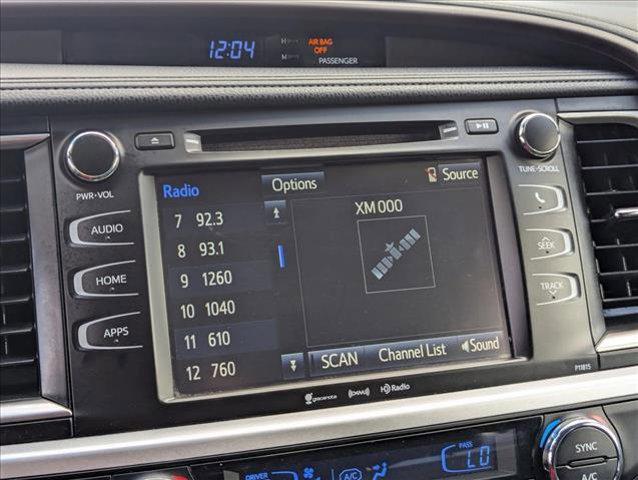 12:04
AIR BAG
OFF
PASSENGER
PWR•VOL
TUNE•SCROLL
AUDIO
HOME
APPS
Radio
Options
Source
7 92.3
8 93.1
9 1260
10 1040
11 610
12 760
XM 000
SCAN
Channel List
Sound
SEEK
TRACK
gracenote
HD Radio
P11815
DRIVER
A/C
PASS
LO
SYNC
A/C